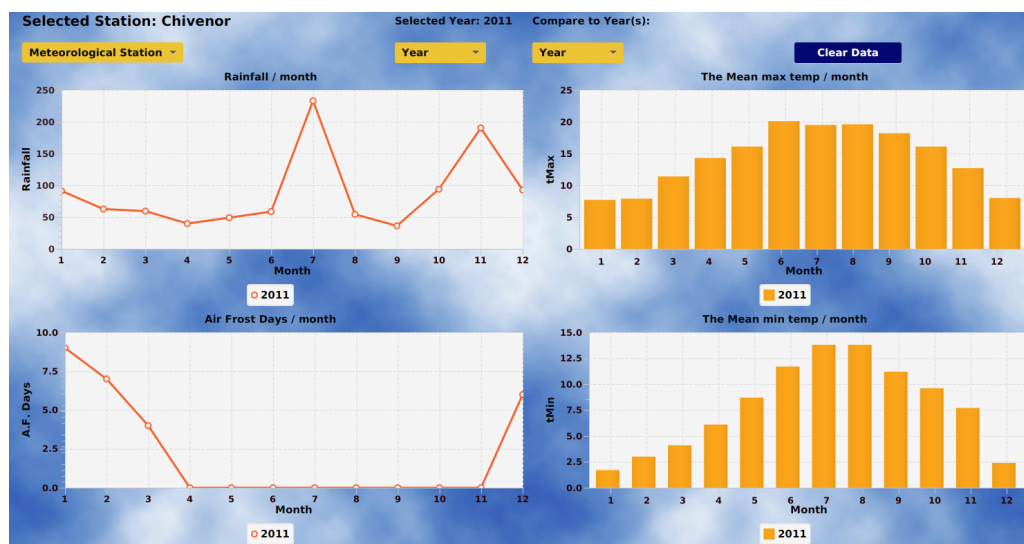 Selected Station: Chivenor
Selected Year: 2011
Compare to Year(s):
Meteorological Station
Year
Year
Clear Data
Rainfall / month
250
200
150
100
50
0
Rainfall
1 2 3 4 5 6 7 8 9 10 11 12
Month
2011
The Mean max temp / month
25
20
15
10
5
0
tMax
1 2 3 4 5 6 7 8 9 10 11 12
Month
2011
Air Frost Days / month
10.0
7.5
5.0
2.5
0.0
A.F. Days
1 2 3 4 5 6 7 8 9 10 11 12
Month
2011
The Mean min temp / month
15.0
12.5
10.0
7.5
5.0
2.5
0.0
tMin
1 2 3 4 5 6 7 8 9 10 11 12
Month
2011